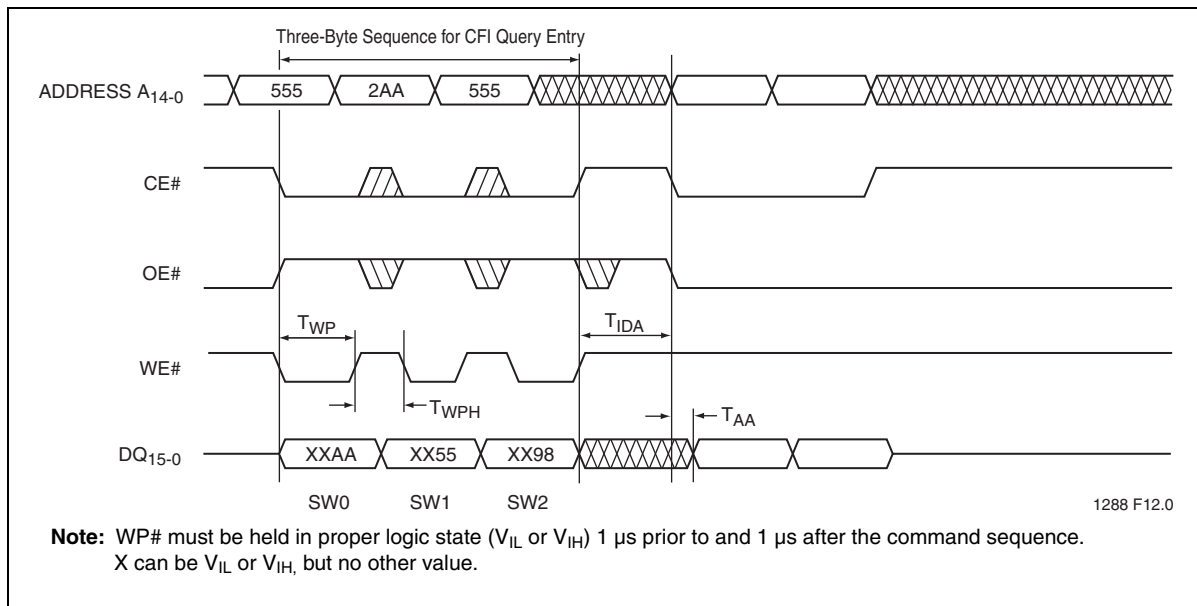 Three-Byte Sequence for CFI Query Entry
ADDRESS A14-0
555 2AA 555
CE#
OE#
TWP
TIDA
WE#
TWPH
TAA
DQ15-0
XXAA XX55 XX98
SW0 SW1 SW2
1288 F12.0
Note: WP# must be held in proper logic state (VIL or VIH) 1 µs prior to and 1 µs after the command sequence.
X can be VIL or VIH, but no other value.